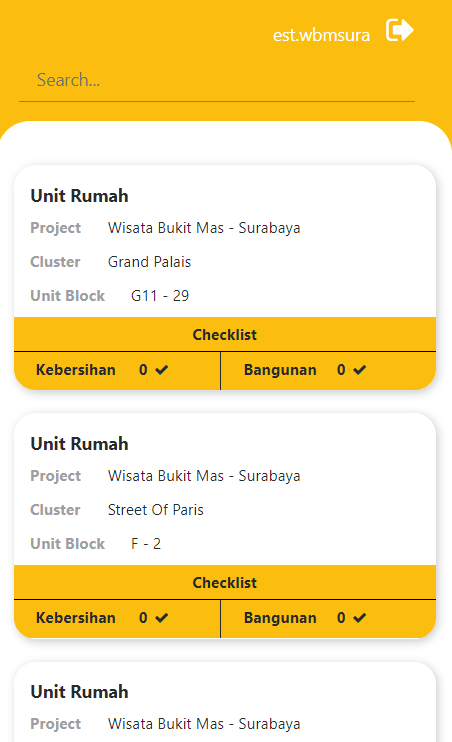 est.wbmsura
Search...
Unit Rumah
Project Wisata Bukit Mas - Surabaya
Cluster Grand Palais
Unit Block G11 - 29
Checklist
Kebersihan 0 Bangunan 0
Unit Rumah
Project Wisata Bukit Mas - Surabaya
Cluster Street Of Paris
Unit Block F - 2
Checklist
Kebersihan 0 Bangunan 0
Unit Rumah
Project Wisata Bukit Mas - Surabaya